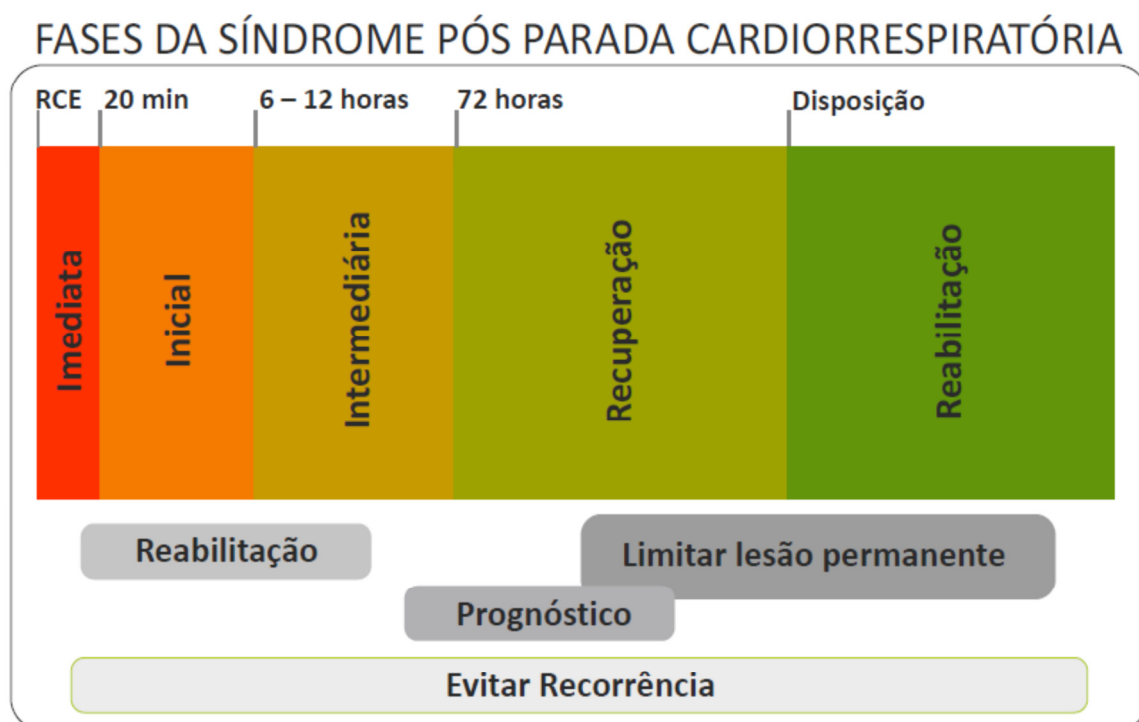 FASES DA SÍNDROME PÓS PARADA CARDIORRESPIRATÓRIA
RCE 20 min 6 – 12 horas 72 horas Disposição
Imediata
Inicial
Intermediária
Recuperação
Reabilitação
Reabilitação
Limitar lesão permanente
Prognóstico
Evitar Recorrência